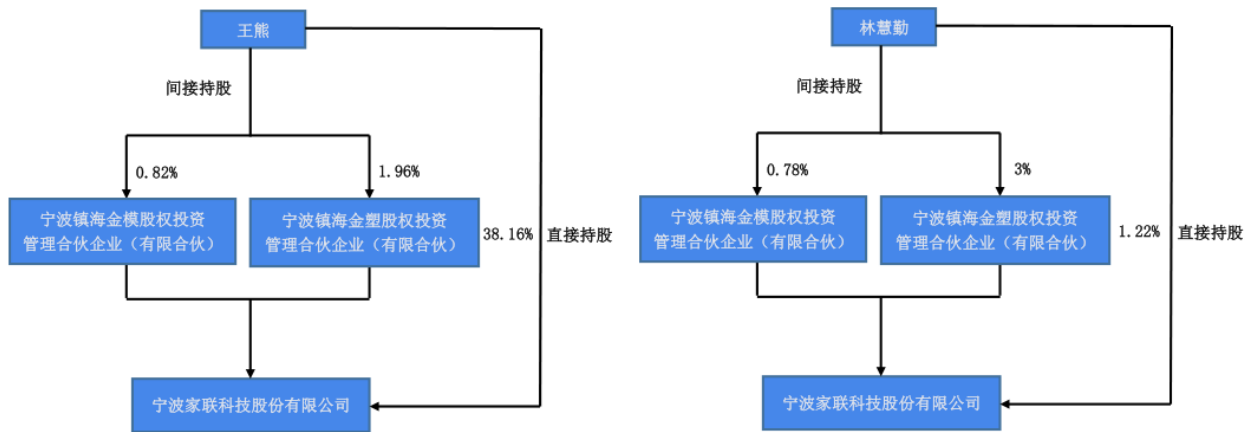 王熊
间接持股
0.82%
1.96%
宁波镇海金模股权投资
管理合伙企业（有限合伙）
宁波镇海金塑股权投资
管理合伙企业（有限合伙）
38.16%
直接持股
宁波家联科技股份有限公司
林慧勤
间接持股
0.78%
3%
宁波镇海金模股权投资
管理合伙企业（有限合伙）
宁波镇海金塑股权投资
管理合伙企业（有限合伙）
1.22%
直接持股
宁波家联科技股份有限公司